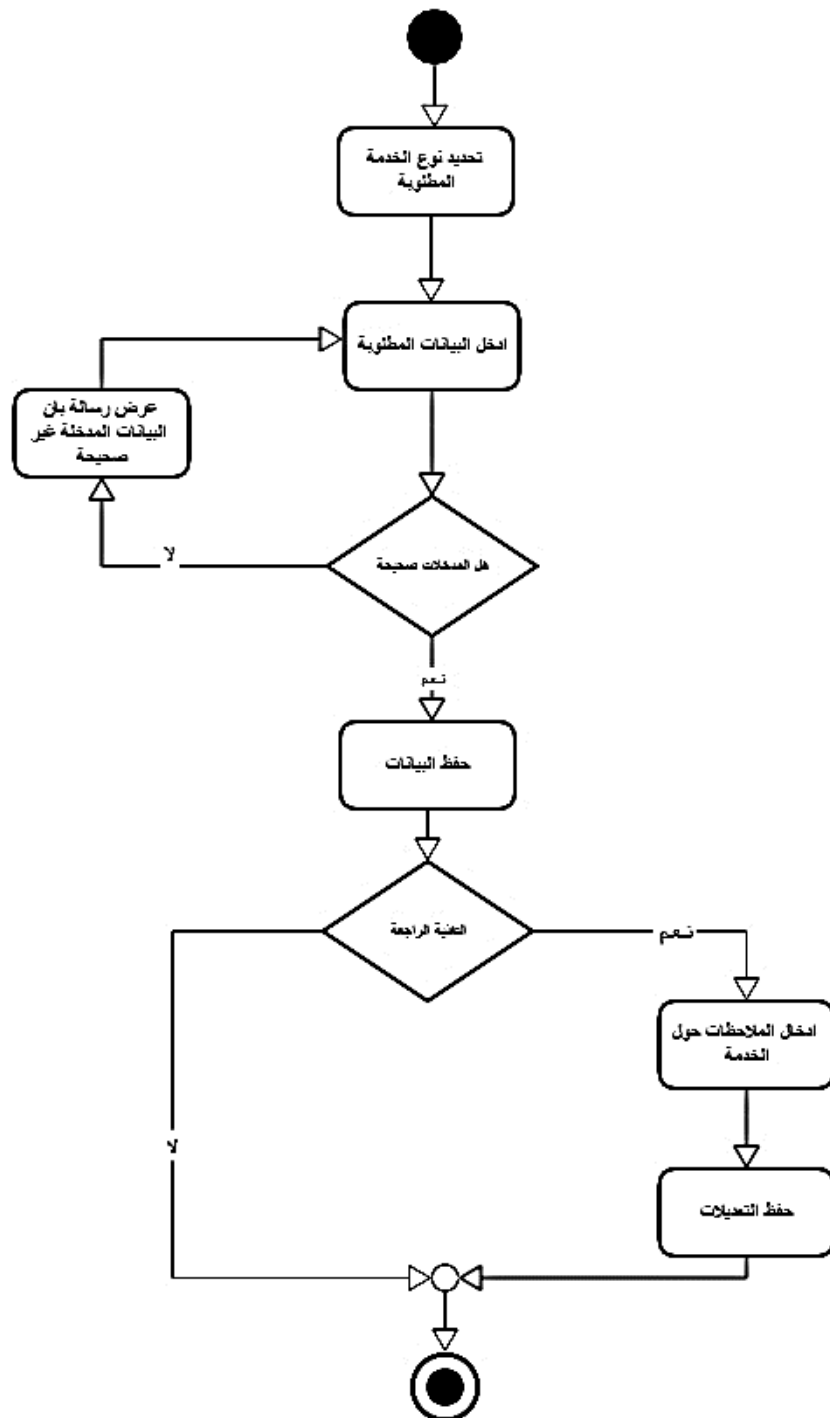 تحديد نوع الخدمة
المطلوبة
ادخل البيانات المطلوبة
عرض رسالة بان
البيانات المدخلة غير
صحيحة
هل المدخلات صحيحة
لا
نعم
حفظ البيانات
التغذية الراجعة
نعم
ادخال الملاحظات حول
الخدمة
لا
حفظ التعديلات